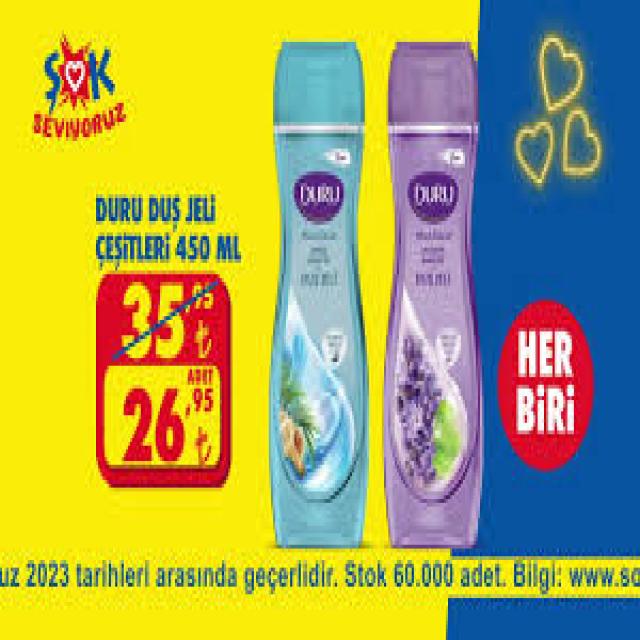 ŞOK
SEVİYORUZ
DURU DUŞ JELİ
ÇEŞİTLERİ 450 ML
35,95 ₺
ADET
26,95 ₺
DURU
DURU
HER
BİRİ
uz 2023 tarihleri arasında geçerlidir. Stok 60.000 adet. Bilgi: www.so